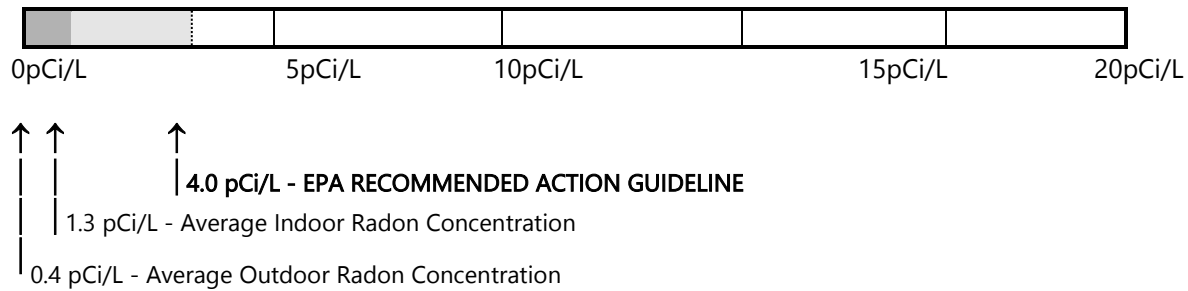 0pCi/L 5pCi/L 10pCi/L 15pCi/L 20pCi/L
4.0 pCi/L - EPA RECOMMENDED ACTION GUIDELINE
1.3 pCi/L - Average Indoor Radon Concentration
0.4 pCi/L - Average Outdoor Radon Concentration